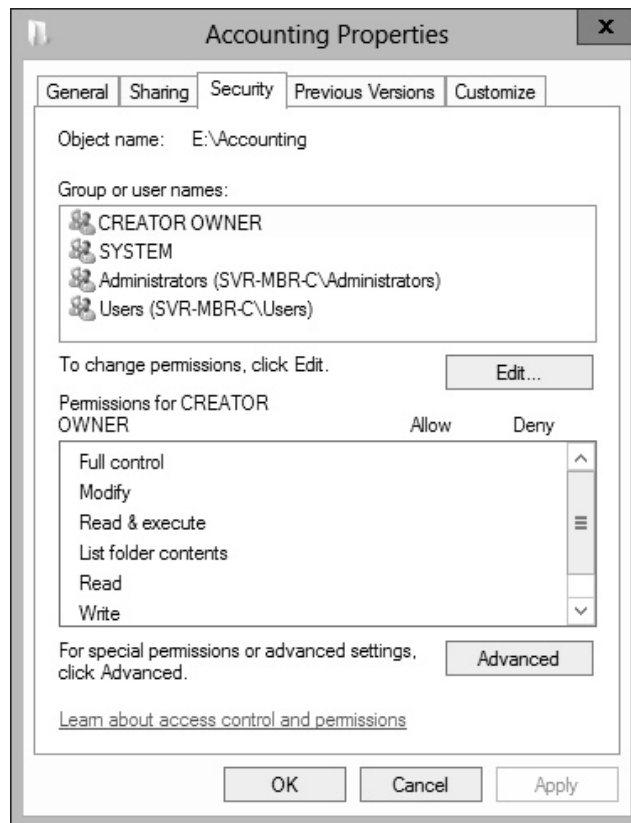 Accounting Properties
x
General Sharing Security Previous Versions Customize
Object name: E:\Accounting
Group or user names:
CREATOR OWNER
SYSTEM
Administrators (SVR-MBR-C\Administrators)
Users (SVR-MBR-C\Users)
To change permissions, click Edit.
Edit...
Permissions for CREATOR
OWNER Allow Deny
Full control
Modify
Read & execute
List folder contents
Read
Write
For special permissions or advanced settings,
click Advanced.
Advanced
Learn about access control and permissions
OK Cancel Apply